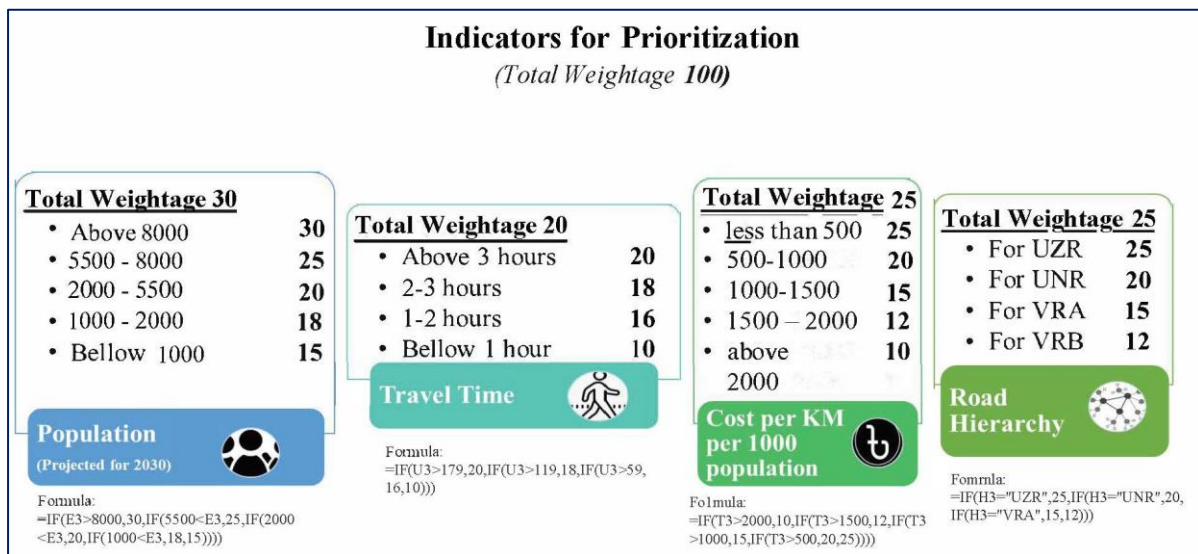 Indicators for Prioritization
(Total Weightage 100)
Total Weightage 30
• Above 8000 30
• 5500 - 8000 25
• 2000 - 5500 20
• 1000 - 2000 18
• Bellow 1000 15
Population
(Projected for 2030)
Formula:
=IF(E3>8000,30,IF(5500<E3,25,IF(2000
<E3,20,IF(1000<E3,18,15))))
Total Weightage 20
• Above 3 hours 20
• 2-3 hours 18
• 1-2 hours 16
• Bellow 1 hour 10
Travel Time
Formula:
=IF(U3>179,20,IF(U3>119,18,IF(U3>59,
16,10)))
Total Weightage 25
• less than 500 25
• 500-1000 20
• 1000-1500 15
• 1500 – 2000 12
• above 10
2000
Cost per KM
per 1000
population
৳
Fo1mula:
=IF(T3>2000,10,IF(T3>1500,12,IF(T3
>1000,15,IF(T3>500,20,25))))
Total Weightage 25
• For UZR 25
• For UNR 20
• For VRA 15
• For VRB 12
Road
Hierarchy
Fomrnla:
=IF(H3="UZR",25,IF(H3="UNR",20,
IF(H3="VRA",15,12)))